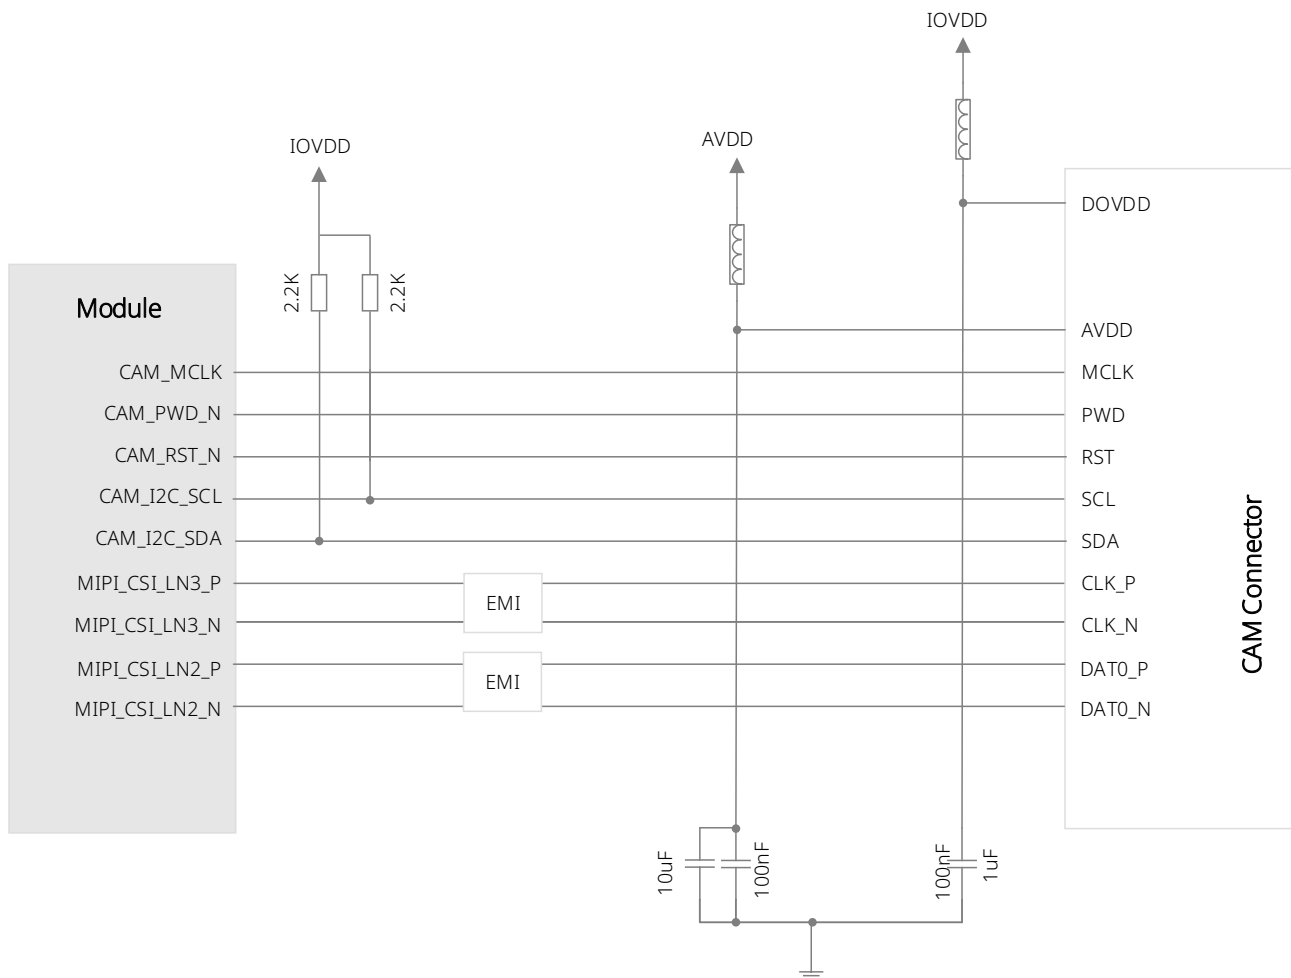 IOVDD
IOVDD
AVDD
DOVDD
2.2K
2.2K
Module
AVDD
CAM_MCLK
MCLK
CAM_PWD_N
PWD
CAM_RST_N
RST
CAM_I2C_SCL
SCL
CAM_I2C_SDA
SDA
MIPI_CSI_LN3_P
EMI
CLK_P
MIPI_CSI_LN3_N
CLK_N
MIPI_CSI_LN2_P
EMI
DAT0_P
MIPI_CSI_LN2_N
DAT0_N
CAM Connector
10uF
100nF
100nF
1uF